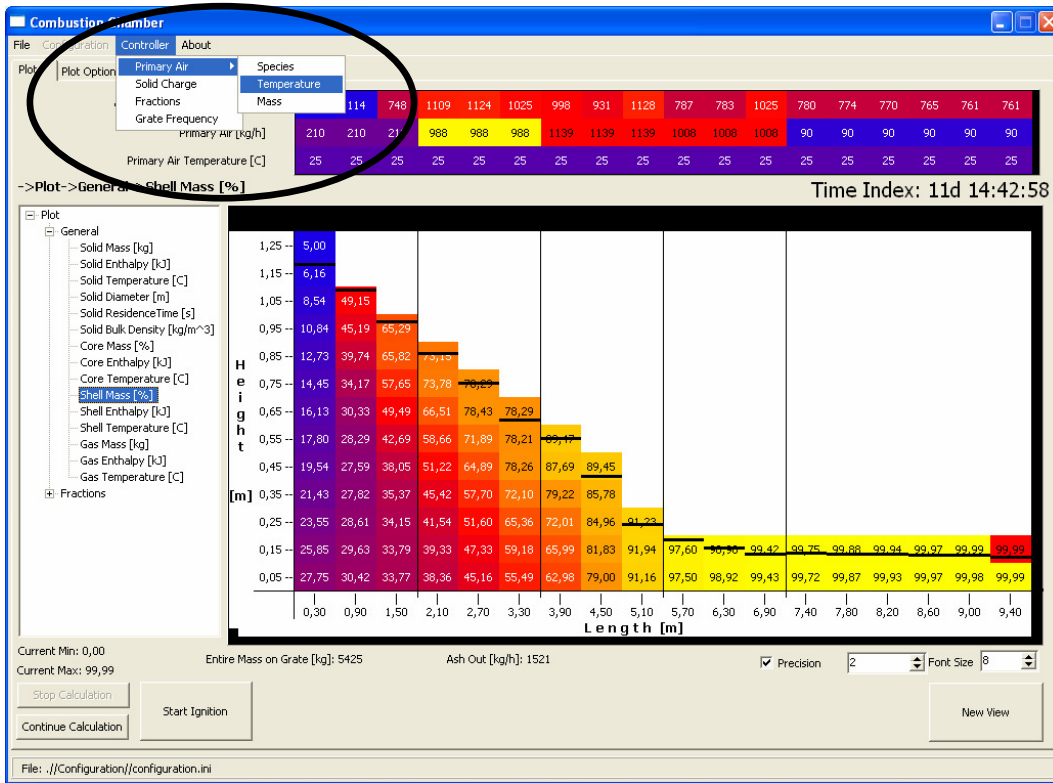 Combustion Chamber
File Configuration Controller About
Plot Plot Option
Primary Air
Solid Charge
Fractions
Grate Frequency
Species
Temperature
Mass
114 748 1109 1124 1025 998 931 1128 787 783 1025 780 774 770 765 761 761
Primary Air [kg/h] 210 210 210 988 988 988 1139 1139 1139 1008 1008 1008 90 90 90 90 90 90
Primary Air Temperature [C] 25 25 25 25 25 25 25 25 25 25 25 25 25 25 25 25 25 25
->Plot->General->Shell Mass [%]
Time Index: 11d 14:42:58
Plot
General
Solid Mass [kg]
Solid Enthalpy [kJ]
Solid Temperature [C]
Solid Diameter [m]
Solid ResidenceTime [s]
Solid Bulk Density [kg/m^3]
Core Mass [%]
Core Enthalpy [kJ]
Core Temperature [C]
Shell Mass [%]
Shell Enthalpy [kJ]
Shell Temperature [C]
Gas Mass [kg]
Gas Enthalpy [kJ]
Gas Temperature [C]
Fractions
Height [m]
1,25 5,00
1,15 6,16
1,05 8,54 49,15
0,95 10,84 45,19 65,29
0,85 12,73 39,74 65,82 73,15
0,75 14,45 34,17 57,65 73,78 78,29
0,65 16,13 30,33 49,49 66,51 78,43 78,29
0,55 17,80 28,29 42,69 58,66 71,89 78,21 89,47
0,45 19,54 27,59 38,05 51,22 64,89 78,26 87,69 89,45
0,35 21,43 27,82 35,37 45,42 57,70 72,10 79,22 85,78
0,25 23,55 28,61 34,15 41,54 51,60 65,36 72,01 84,96 91,23
0,15 25,85 29,63 33,79 39,33 47,33 59,18 65,99 81,83 91,94 97,60 98,90 99,42 99,75 99,88 99,94 99,97 99,99 99,99
0,05 27,75 30,42 33,77 38,36 45,16 55,49 62,98 79,00 91,16 97,50 98,92 99,43 99,72 99,87 99,93 99,97 99,98 99,99
0,30 0,90 1,50 2,10 2,70 3,30 3,90 4,50 5,10 5,70 6,30 6,90 7,40 7,80 8,20 8,60 9,00 9,40
Length [m]
Current Min: 0,00
Current Max: 99,99
Entire Mass on Grate [kg]: 5425
Ash Out [kg/h]: 1521
Precision 2 Font Size 8
Stop Calculation
Continue Calculation
Start Ignition
New View
File: .//Configuration//configuration.ini